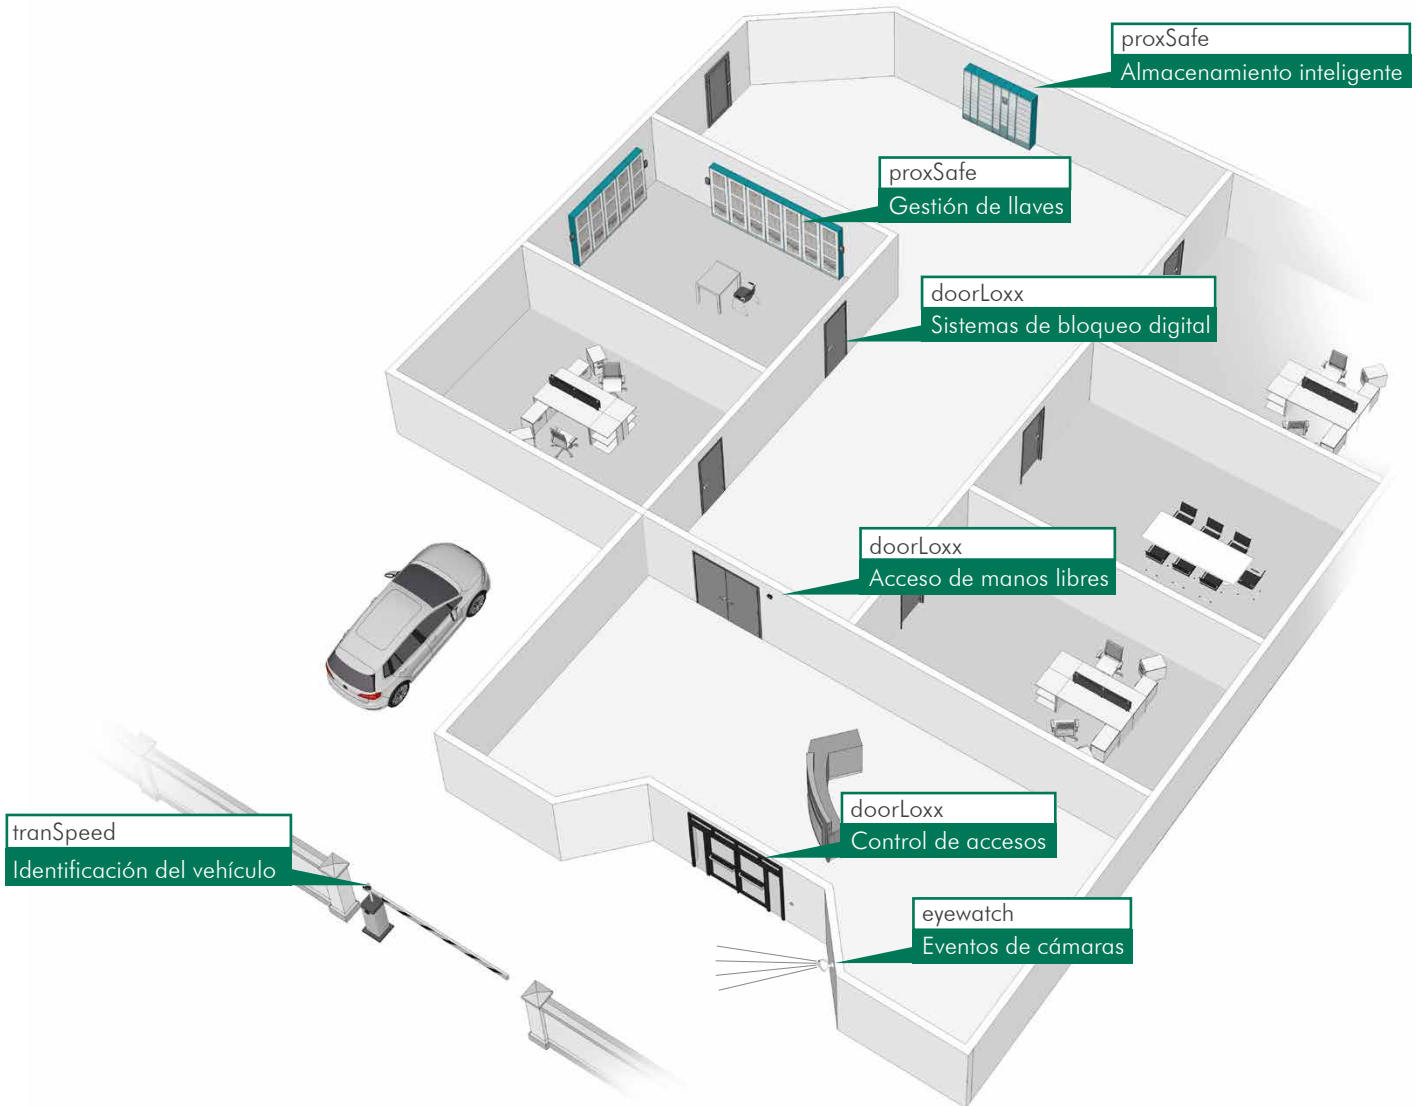 proxSafe
Almacenamiento inteligente
proxSafe
Gestión de llaves
doorLoxx
Sistemas de bloqueo digital
doorLoxx
Acceso de manos libres
doorLoxx
Control de accesos
tranSpeed
Identificación del vehículo
eyewatch
Eventos de cámaras